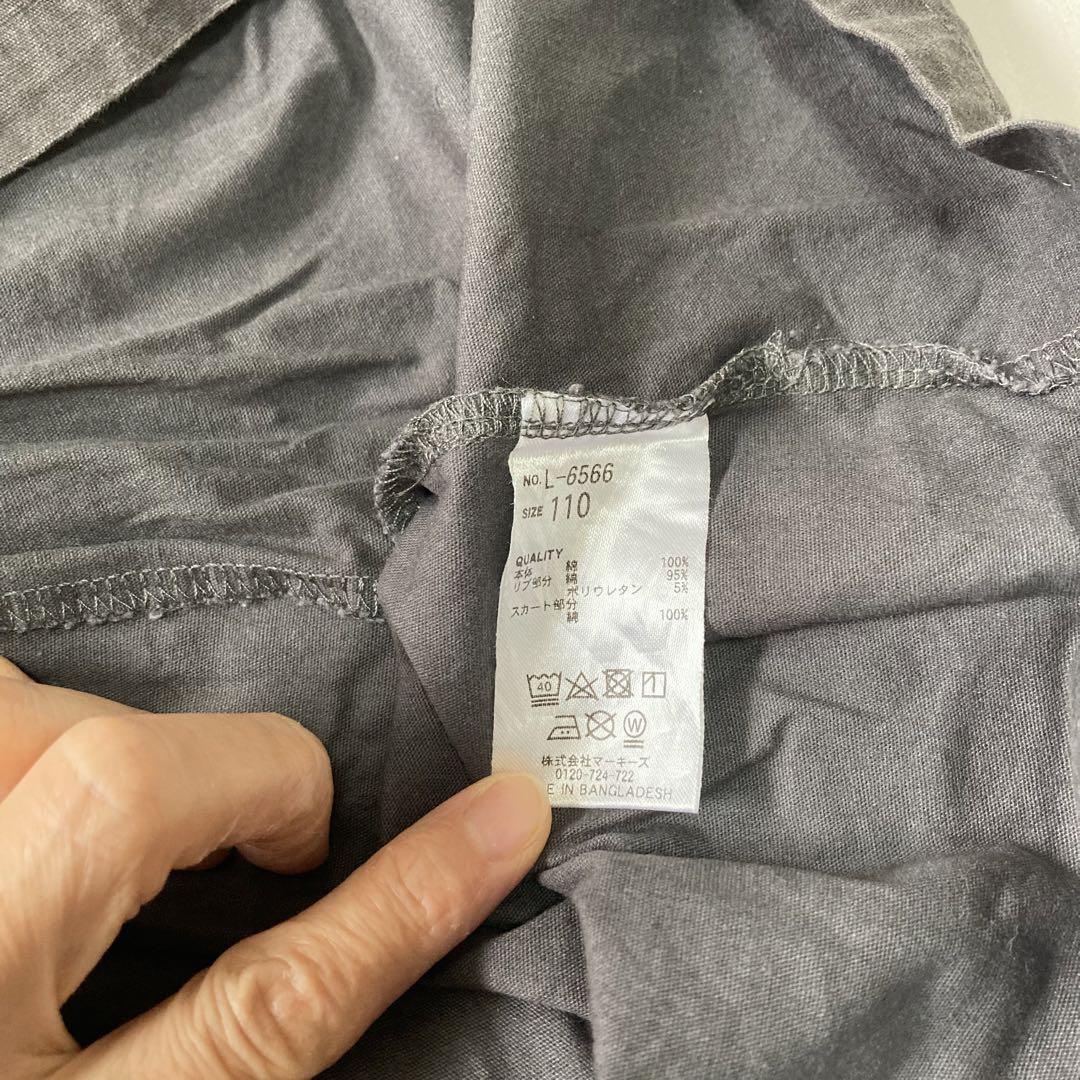 NO. L-6566
SIZE 110
QUALITY
本体 綿 100%
リブ部分 綿 95%
ポリウレタン 5%
スカート部分
綿 100%
40
W
株式会社マーキーズ
0120-724-722
E IN BANGLADESH